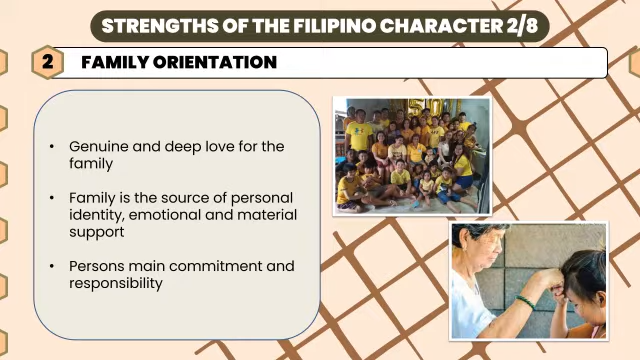 STRENGTHS OF THE FILIPINO CHARACTER 2/8
2 FAMILY ORIENTATION
• Genuine and deep love for the
family
• Family is the source of personal
identity, emotional and material
support
• Persons main commitment and
responsibility